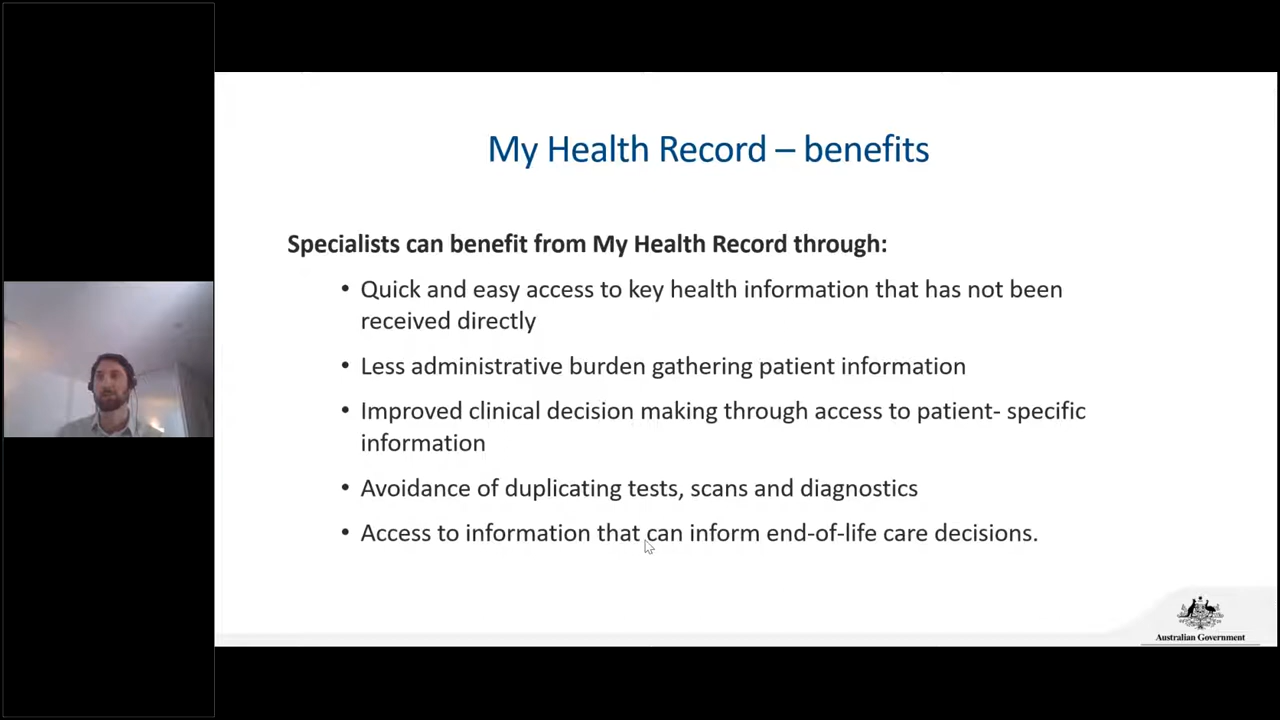 My Health Record – benefits
Specialists can benefit from My Health Record through:
• Quick and easy access to key health information that has not been
received directly
• Less administrative burden gathering patient information
• Improved clinical decision making through access to patient- specific
information
• Avoidance of duplicating tests, scans and diagnostics
• Access to information that can inform end-of-life care decisions.
Australian Government